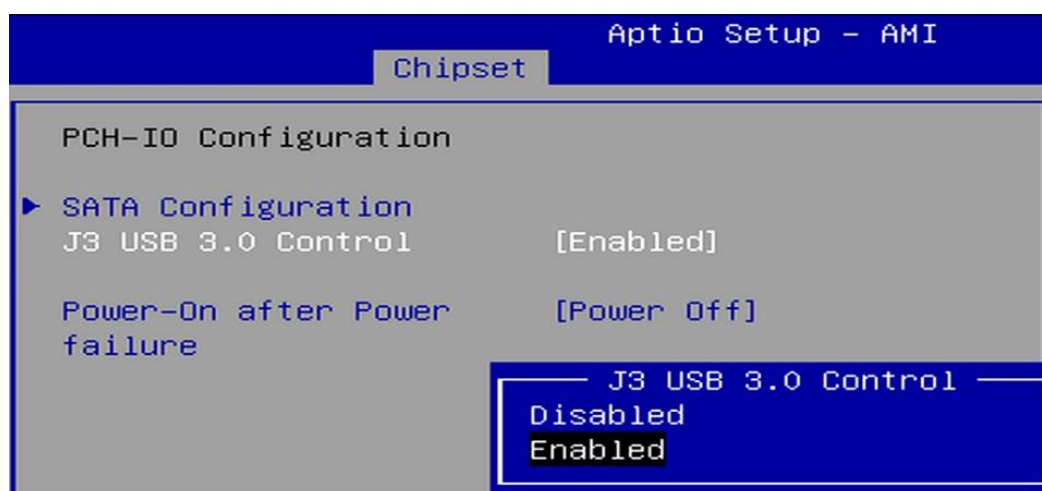 Aptio Setup – AMI
Chipset
PCH-IO Configuration
SATA Configuration
J3 USB 3.0 Control [Enabled]
Power-On after Power [Power Off]
failure
J3 USB 3.0 Control
Disabled
Enabled